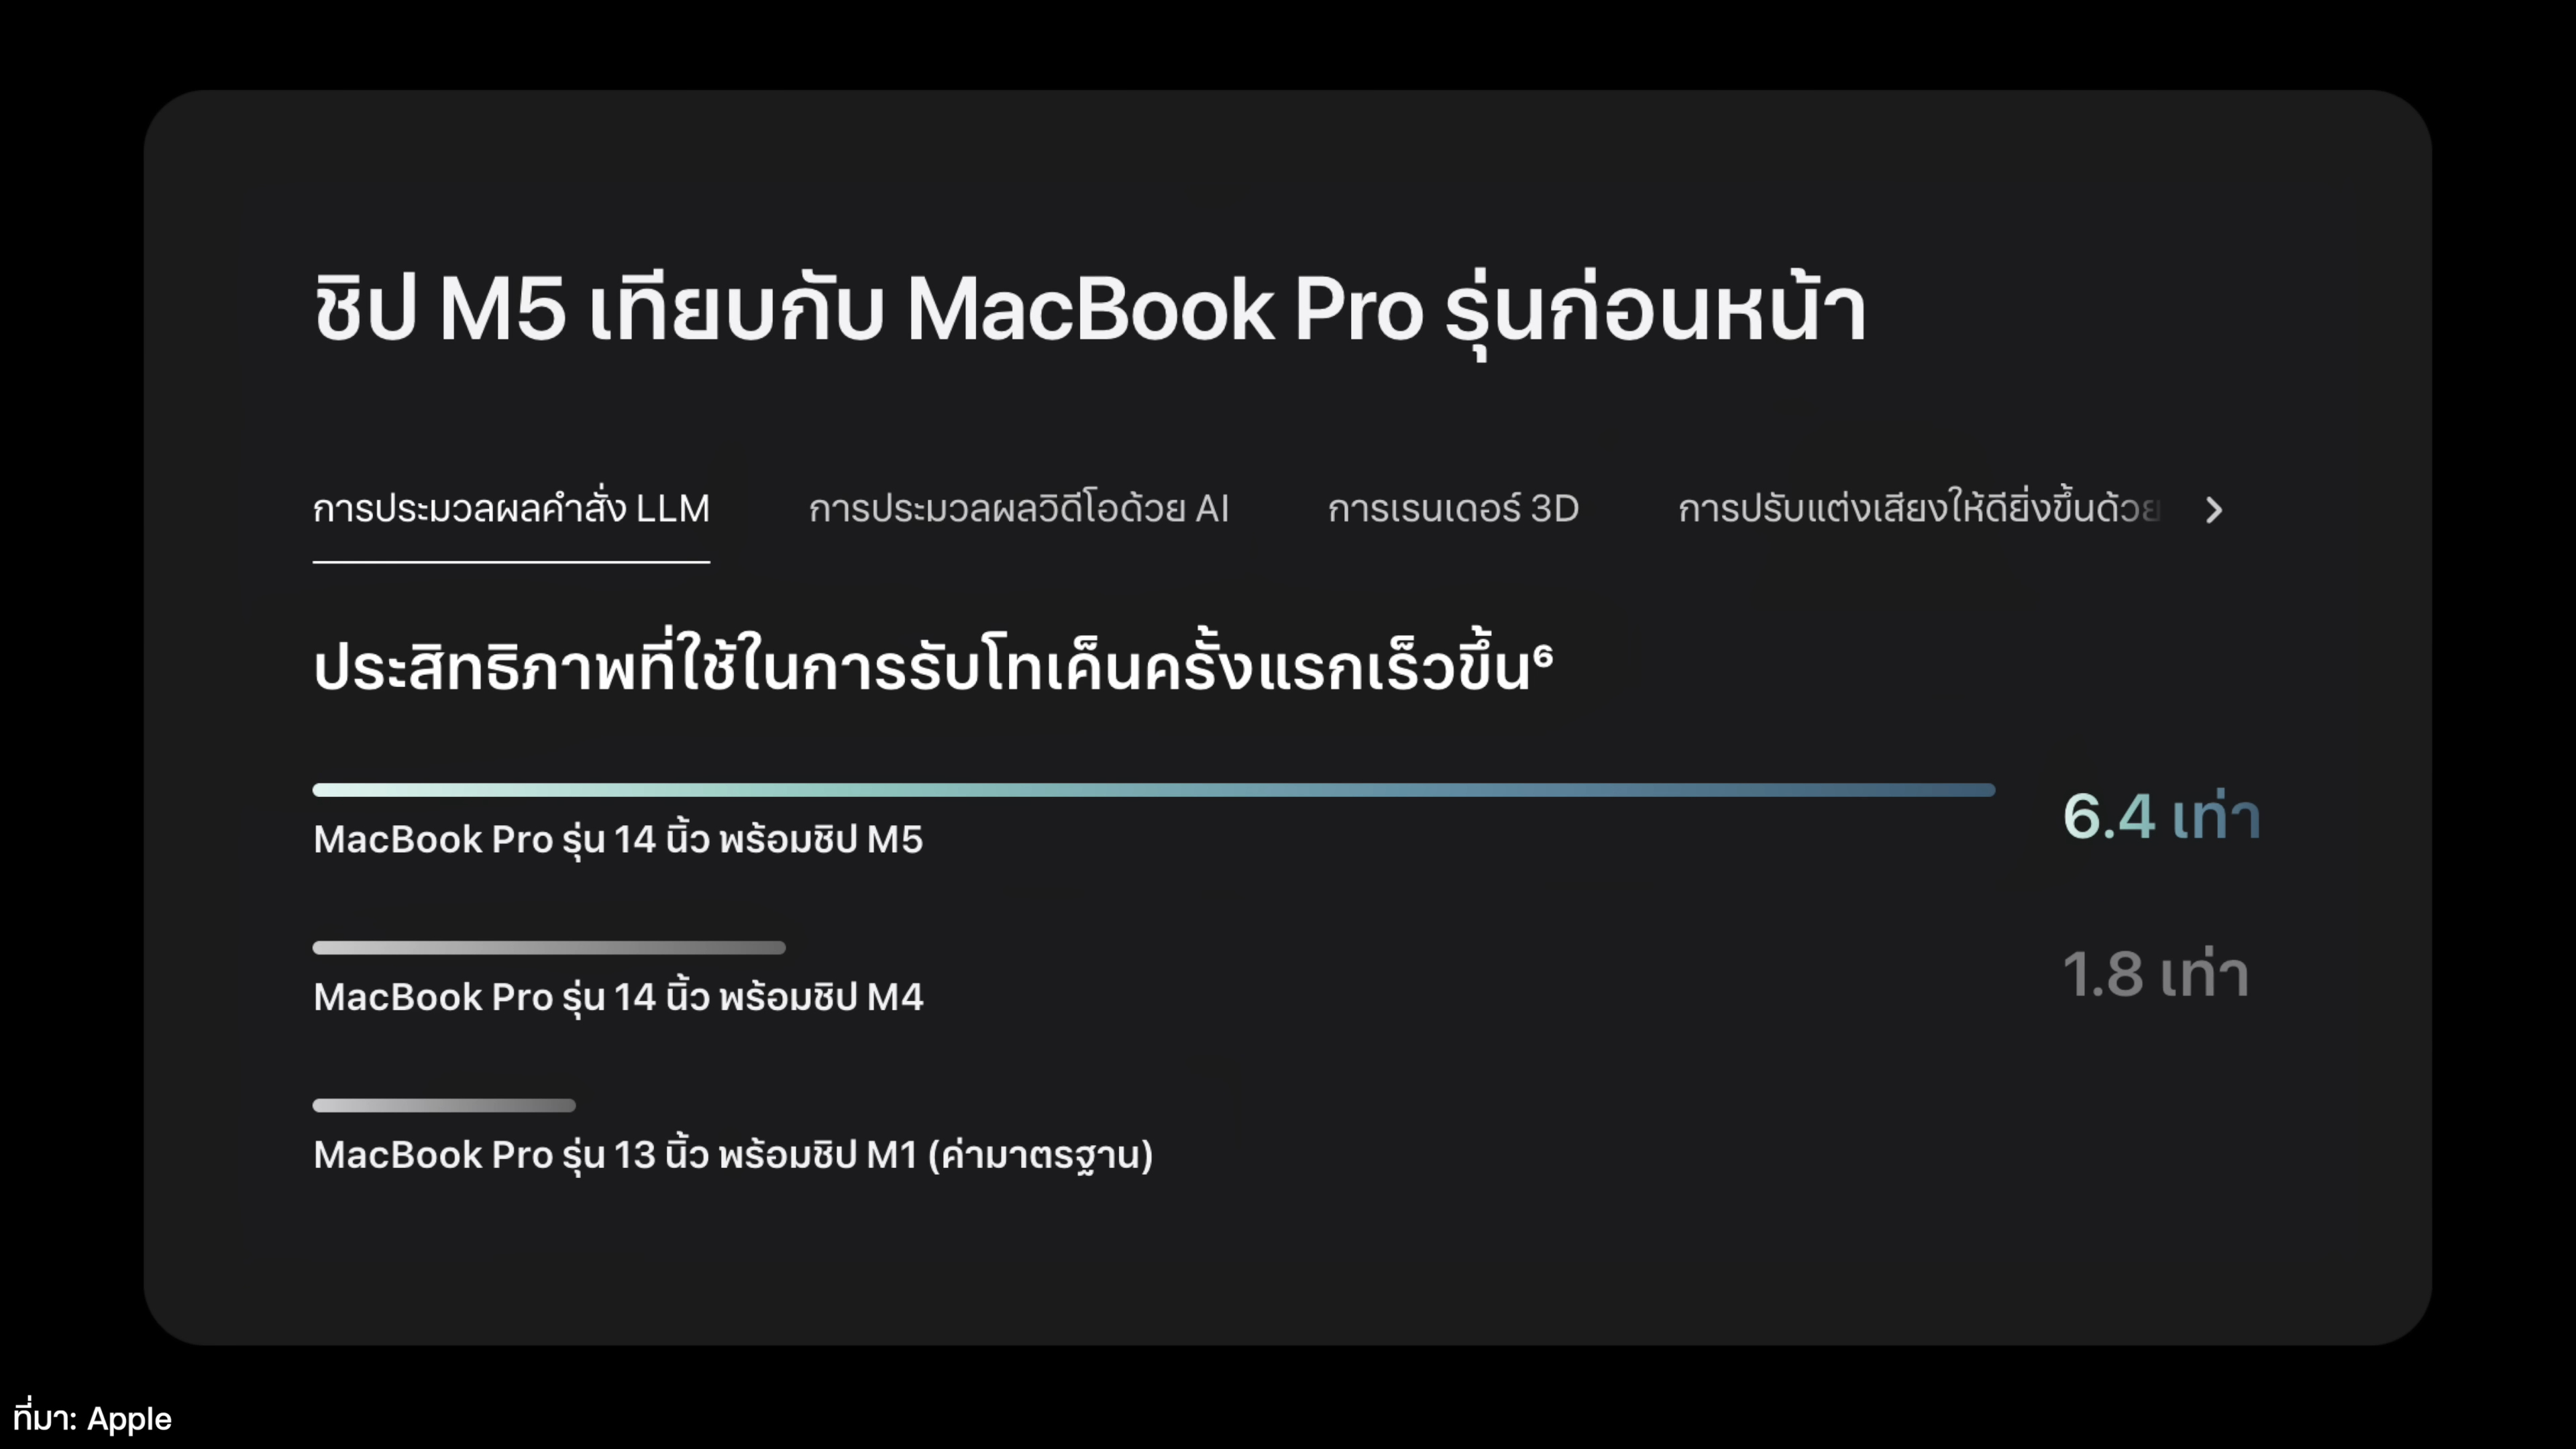 ชิป M5 เทียบกับ MacBook Pro รุ่นก่อนหน้า
การประมวลผลคำสั่ง LLM
การประมวลผลวิดีโอด้วย AI
การเรนเดอร์ 3D
การปรับแต่งเสียงให้ดียิ่งขึ้นด้วย
ประสิทธิภาพที่ใช้ในการรับโทเค็นครั้งแรกเร็วขึ้น⁶
MacBook Pro รุ่น 14 นิ้ว พร้อมชิป M5
6.4 เท่า
MacBook Pro รุ่น 14 นิ้ว พร้อมชิป M4
1.8 เท่า
MacBook Pro รุ่น 13 นิ้ว พร้อมชิป M1 (ค่ามาตรฐาน)
ที่มา: Apple